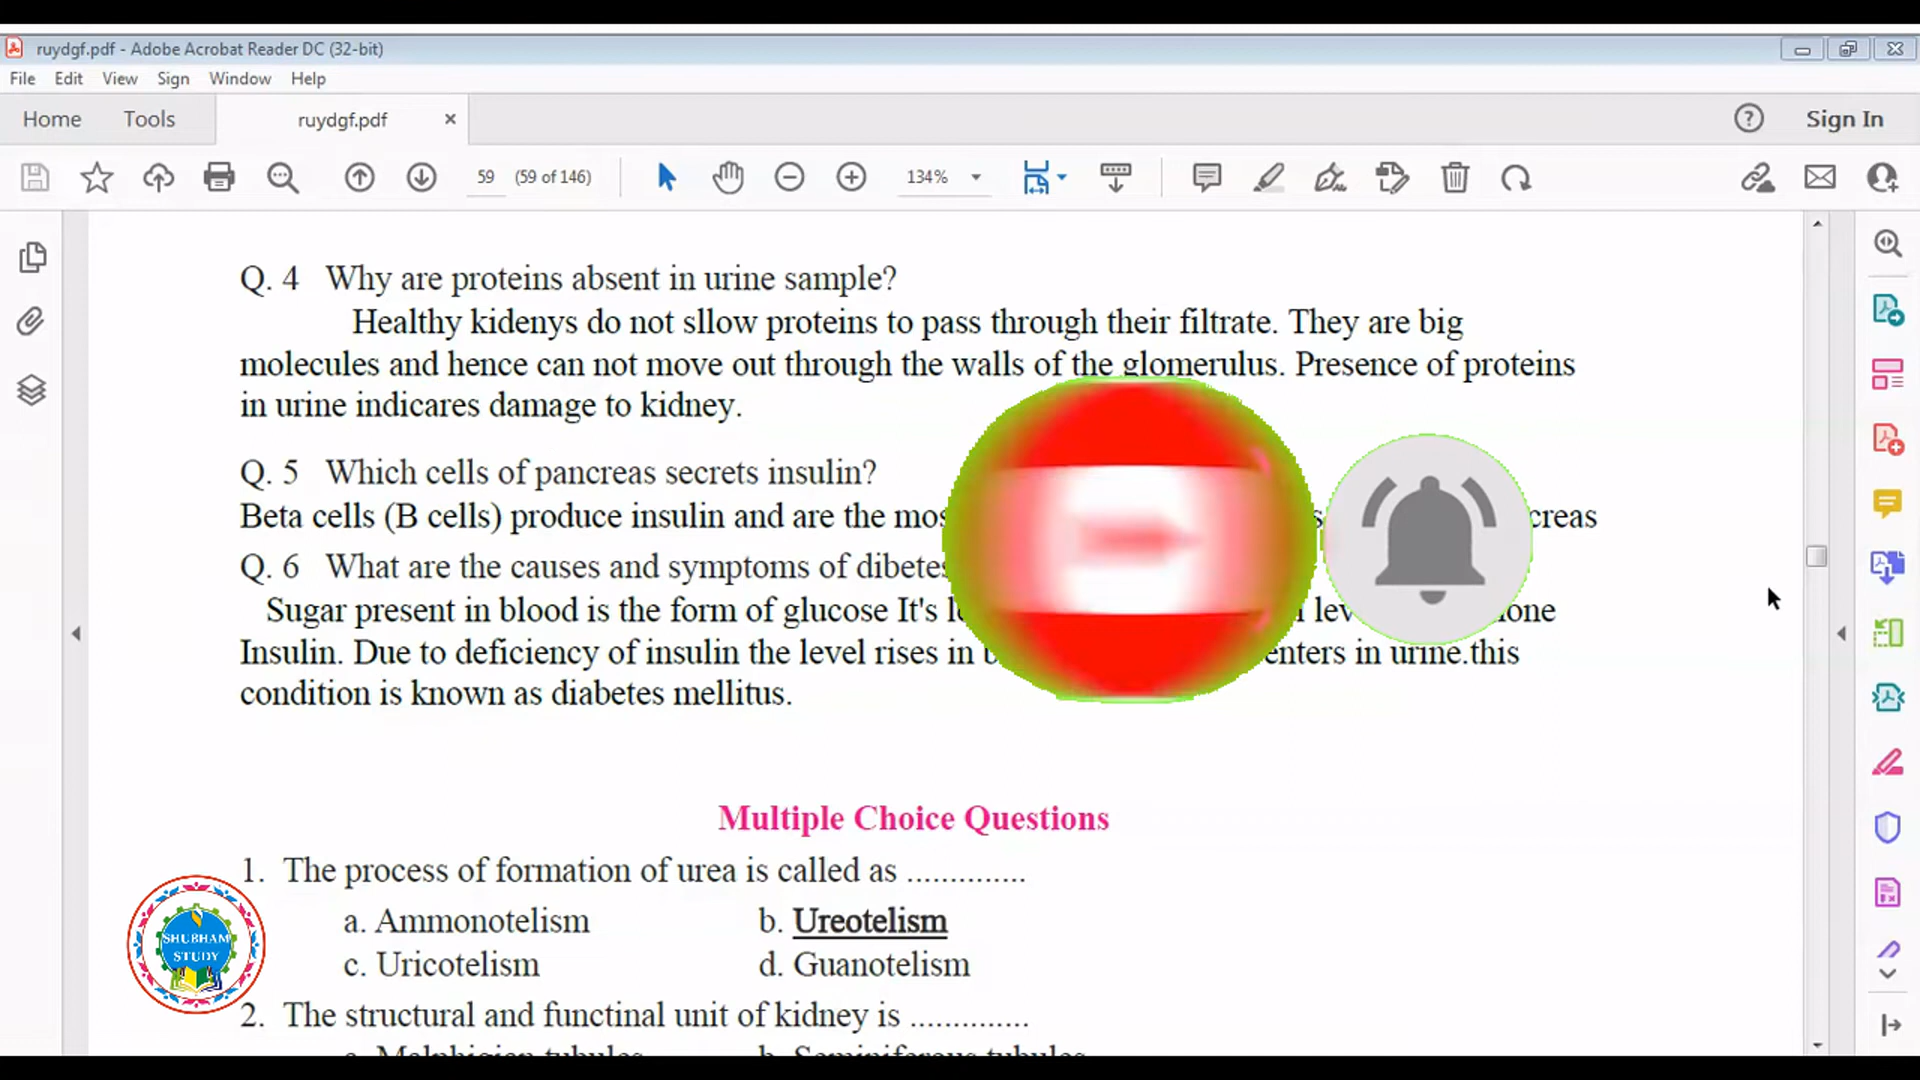 ruydgf.pdf - Adobe Acrobat Reader DC (32-bit)
File Edit View Sign Window Help
Home Tools ruydgf.pdf Sign In
59 (59 of 146) 134%
Q. 4 Why are proteins absent in urine sample?
Healthy kidenys do not sllow proteins to pass through their filtrate. They are big
molecules and hence can not move out through the walls of the glomerulus. Presence of proteins
in urine indicares damage to kidney.
Q. 5 Which cells of pancreas secrets insulin?
Beta cells (B cells) produce insulin and are the
Q. 6 What are the causes and symptoms of
Sugar present in blood is the form of glucose It's
Insulin. Due to deficiency of insulin the level rises in enters in urine.this
condition is known as diabetes mellitus.
Multiple Choice Questions
1. The process of formation of urea is called as ..............
a. Ammonotelism b. Ureotelism
c. Uricotelism d. Guanotelism
2. The structural and functinal unit of kidney is ..............
a. Malphigian tubules b. Seminiferous tubules
SHUBHAM
STUDY